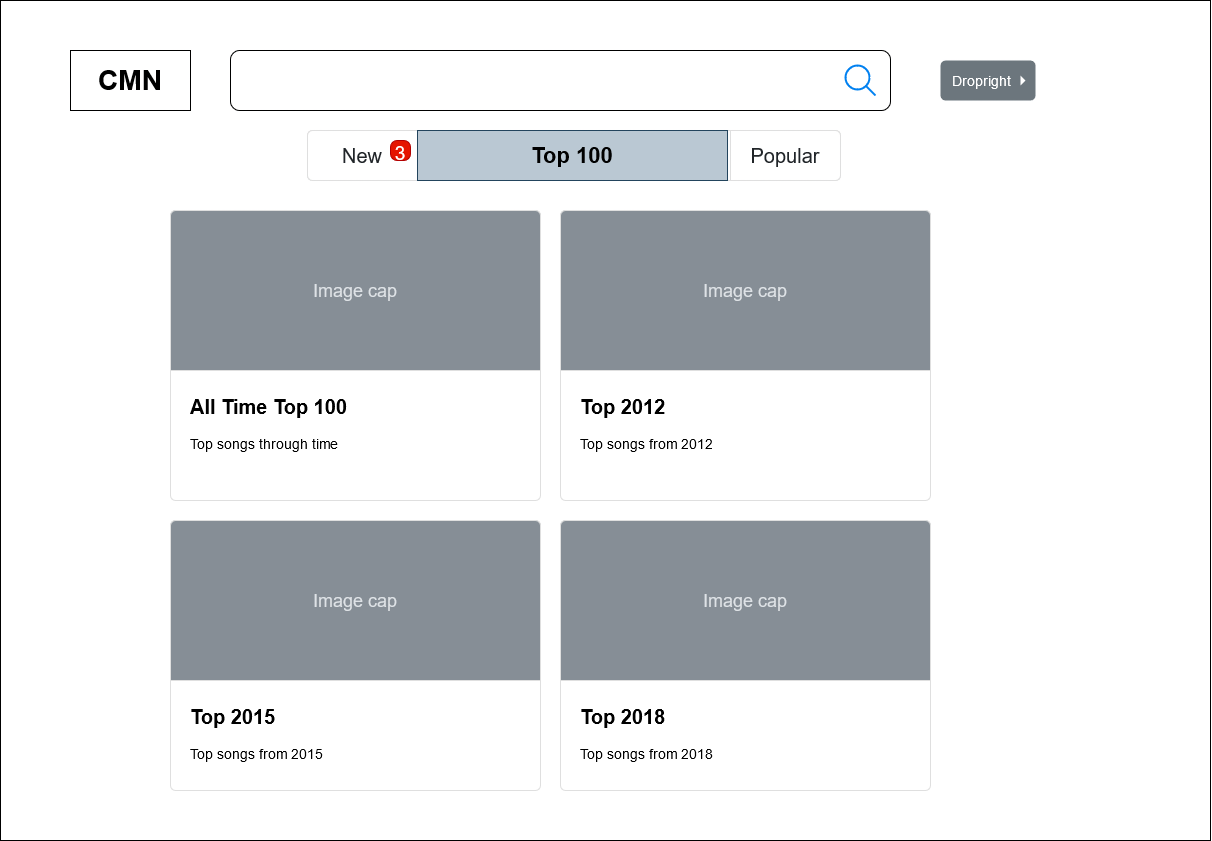 CMN
Dropright
New 3
Top 100
Popular
Image cap
Image cap
All Time Top 100
Top songs through time
Top 2012
Top songs from 2012
Image cap
Image cap
Top 2015
Top songs from 2015
Top 2018
Top songs from 2018